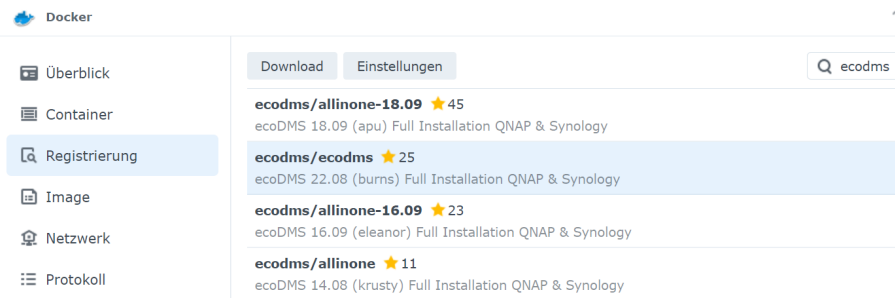 Docker
Überblick
Container
Registrierung
Image
Netzwerk
Protokoll
Download Einstellungen ecodms
ecodms/allinone-18.09 45
ecoDMS 18.09 (apu) Full Installation QNAP & Synology
ecodms/ecodms 25
ecoDMS 22.08 (burns) Full Installation QNAP & Synology
ecodms/allinone-16.09 23
ecoDMS 16.09 (eleanor) Full Installation QNAP & Synology
ecodms/allinone 11
ecoDMS 14.08 (krusty) Full Installation QNAP & Synology